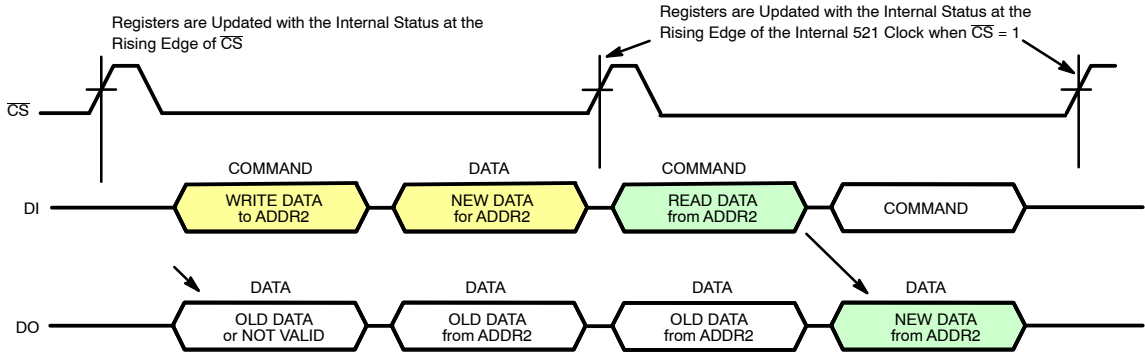 Registers are Updated with the Internal Status at the
Rising Edge of CS
Registers are Updated with the Internal Status at the
Rising Edge of the Internal 521 Clock when CS = 1
CS
COMMAND
DATA
COMMAND
DI
WRITE DATA
to ADDR2
NEW DATA
for ADDR2
READ DATA
from ADDR2
COMMAND
DATA
DATA
DATA
DATA
DO
OLD DATA
or NOT VALID
OLD DATA
from ADDR2
OLD DATA
from ADDR2
NEW DATA
from ADDR2